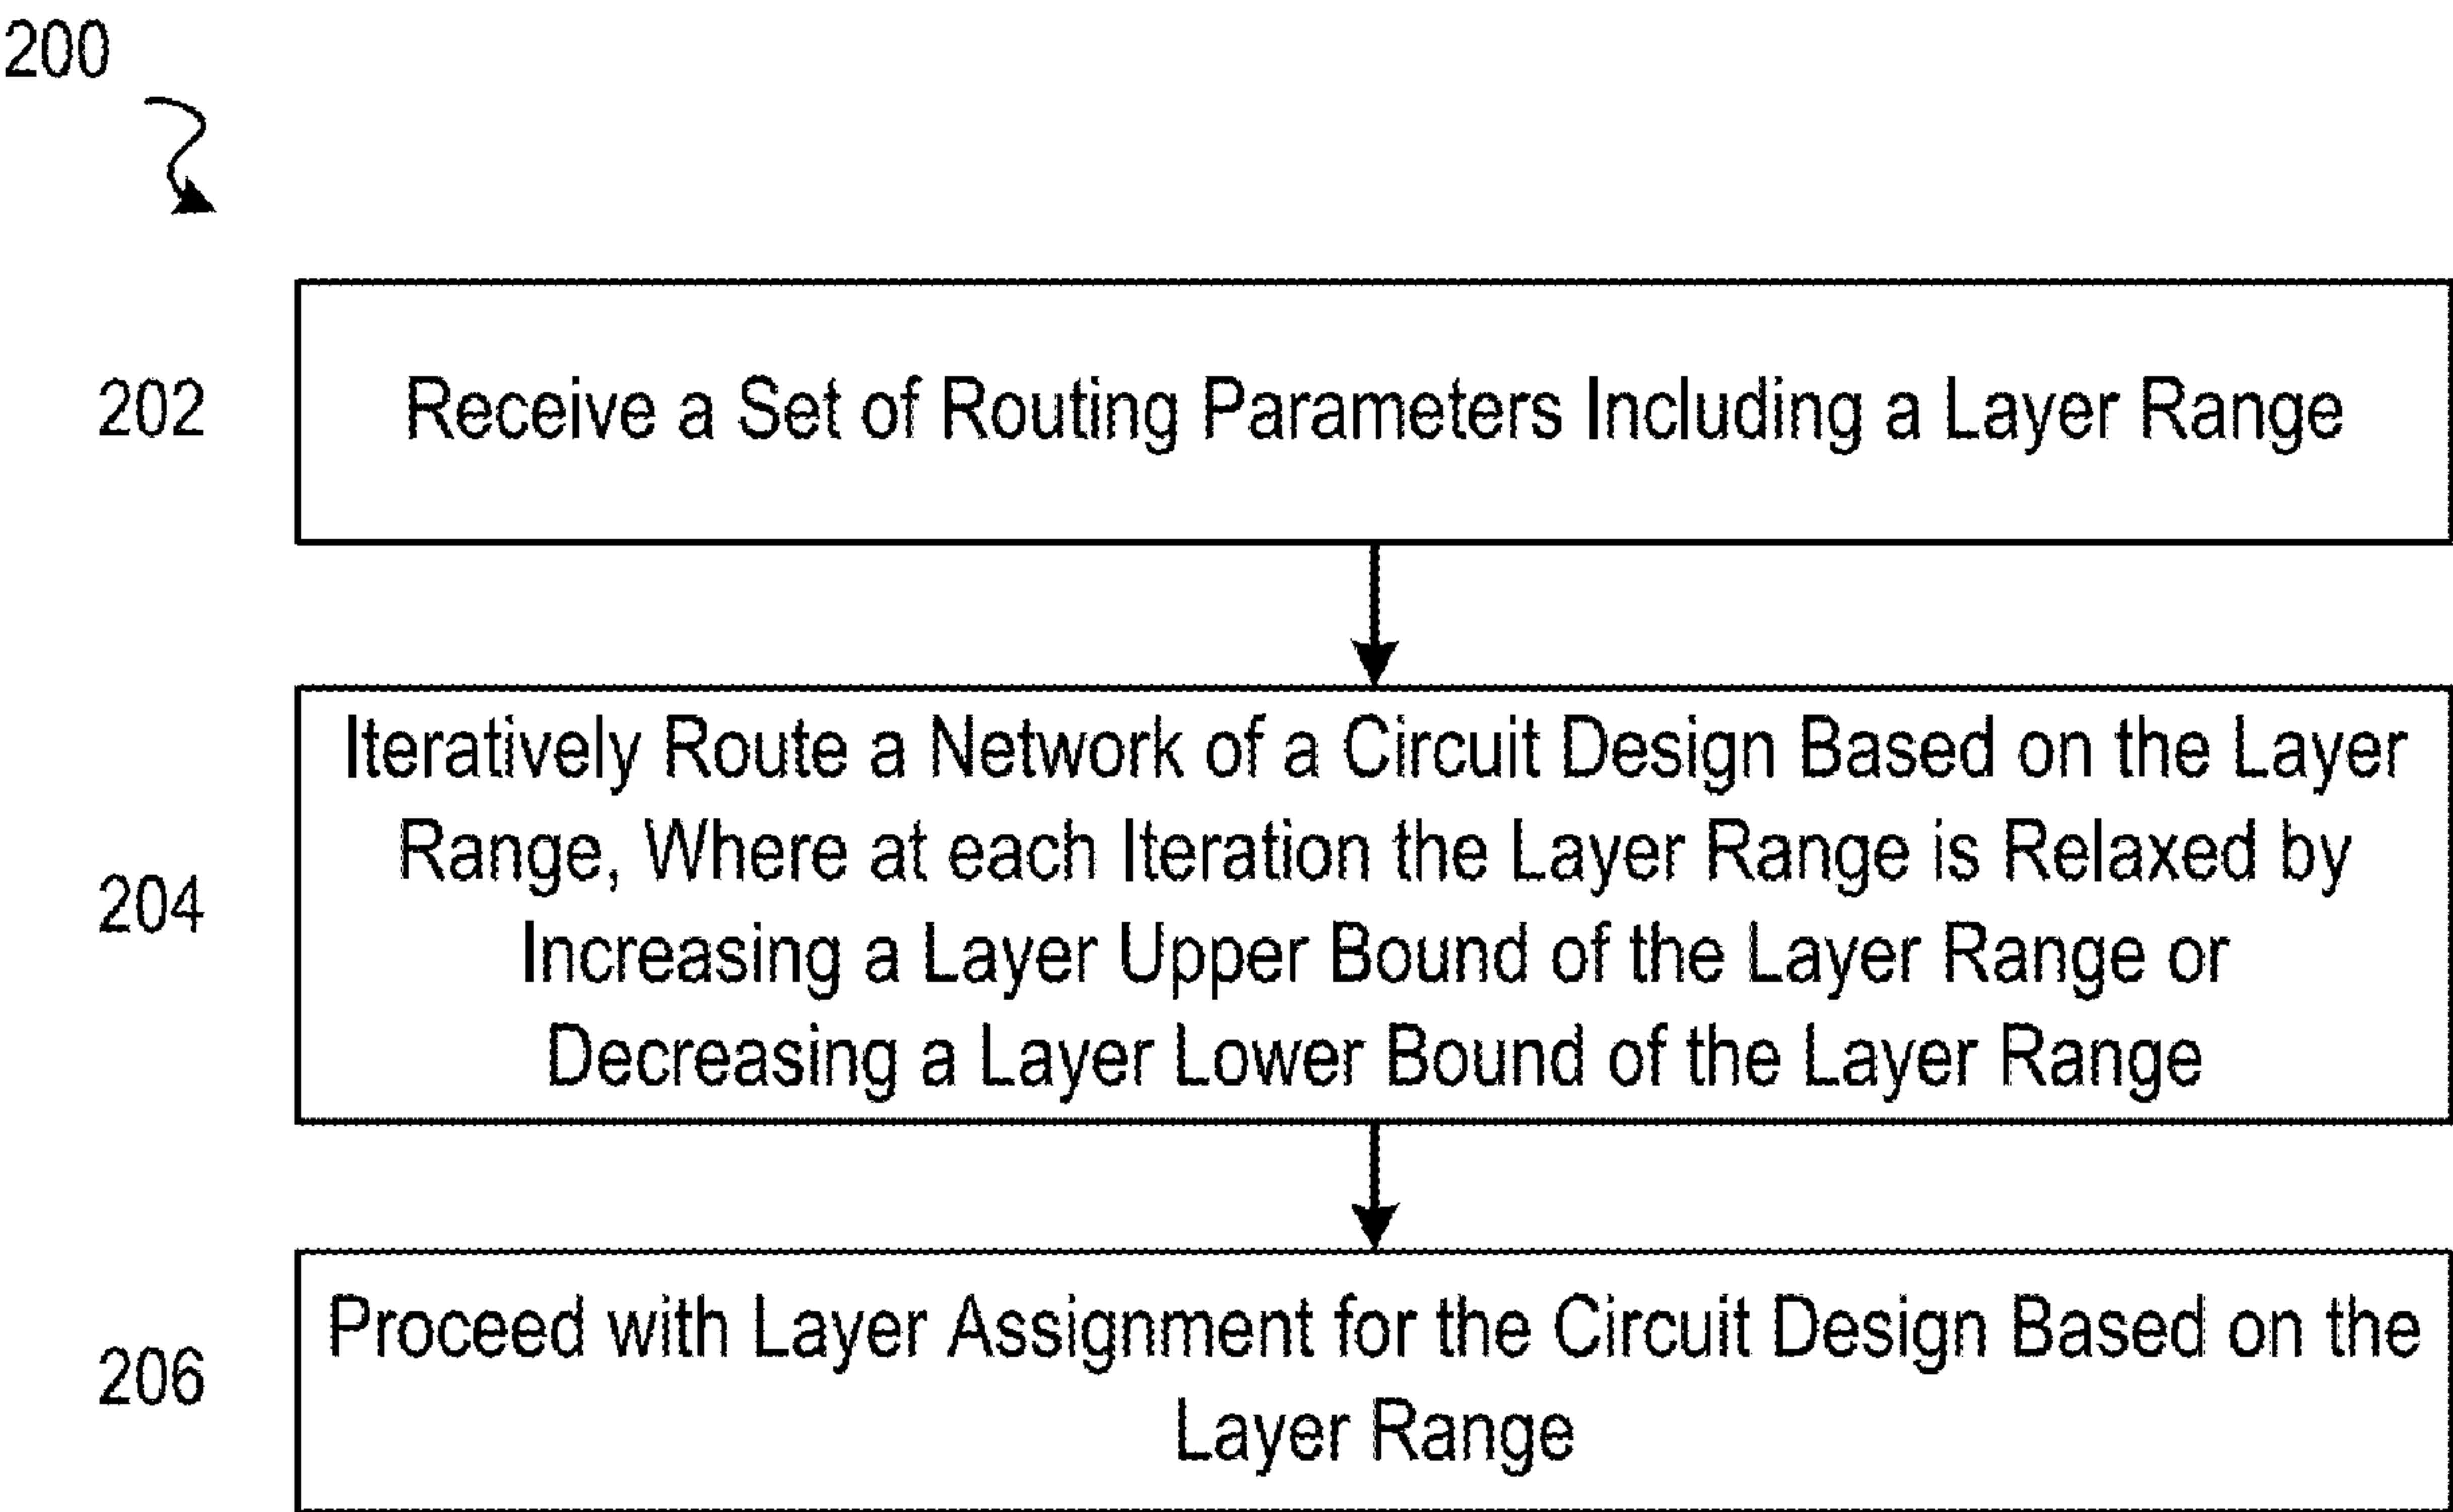 200
202
Receive a Set of Routing Parameters Including a Layer Range
204
Iteratively Route a Network of a Circuit Design Based on the Layer
Range, Where at each Iteration the Layer Range is Relaxed by
Increasing a Layer Upper Bound of the Layer Range or
Decreasing a Layer Lower Bound of the Layer Range
206
Proceed with Layer Assignment for the Circuit Design Based on the
Layer Range